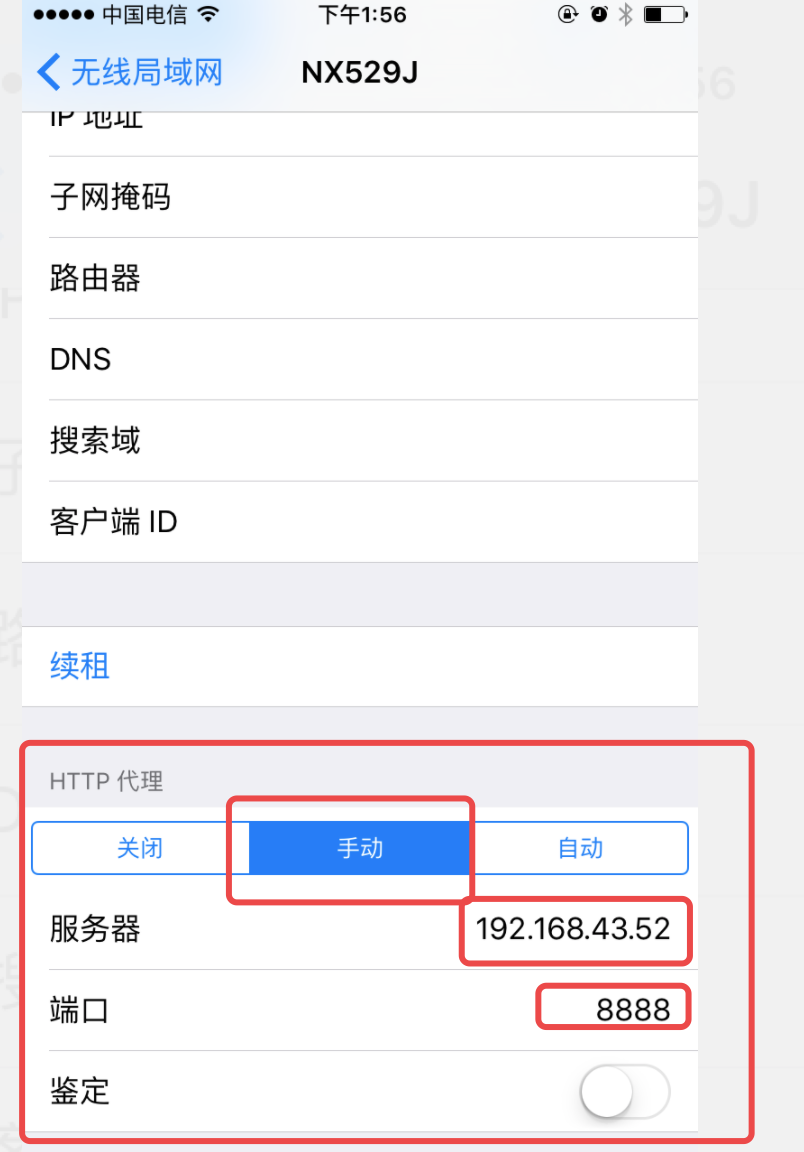 中国电信 下午1:56
无线局域网 NX529J
IP 地址
子网掩码
路由器
DNS
搜索域
客户端 ID
续租
HTTP 代理
关闭 手动 自动
服务器 192.168.43.52
端口 8888
鉴定